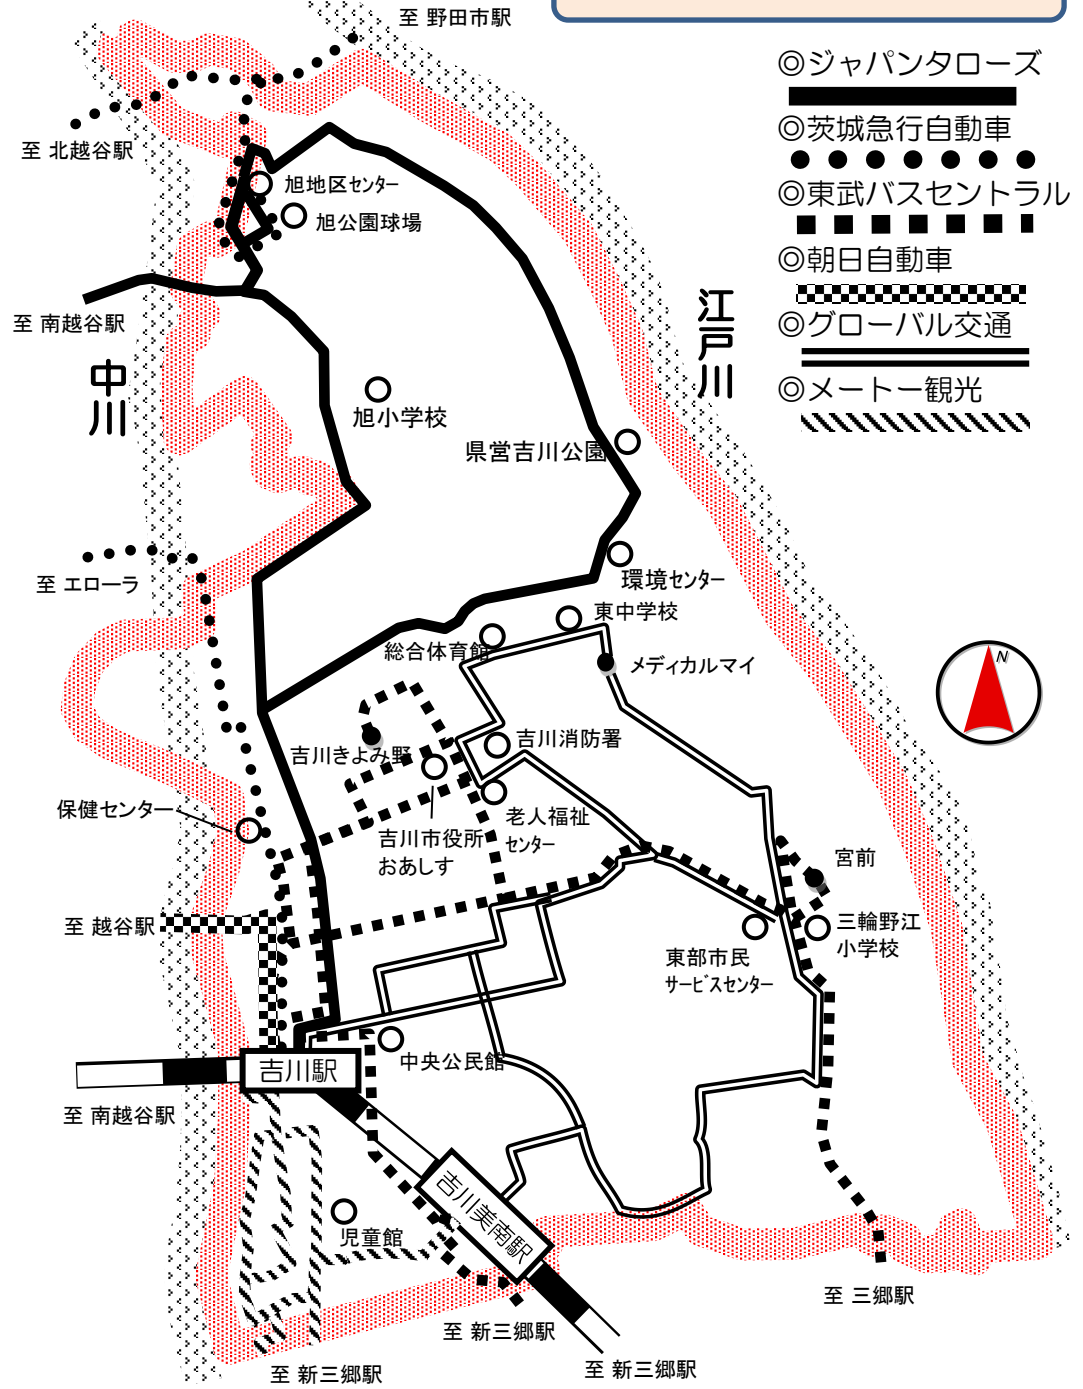 至 野田市駅
◎ジャパンタローズ
◎茨城急行自動車
◎東武バスセントラル
◎朝日自動車
◎グローバル交通
◎メートー観光
至 北越谷駅
旭地区センター
旭公園球場
至 南越谷駅
江戸川
中川
旭小学校
県営吉川公園
至 エローラ
環境センター
東中学校
総合体育館
メディカルマイ
N
吉川きよみ野
吉川消防署
保健センター
吉川市役所
おあしす
老人福祉
センター
宮前
至 越谷駅
東部市民
サービスセンター
三輪野江
小学校
吉川駅
中央公民館
至 南越谷駅
吉川美南駅
児童館
至 三郷駅
至 新三郷駅
至 新三郷駅
至 新三郷駅